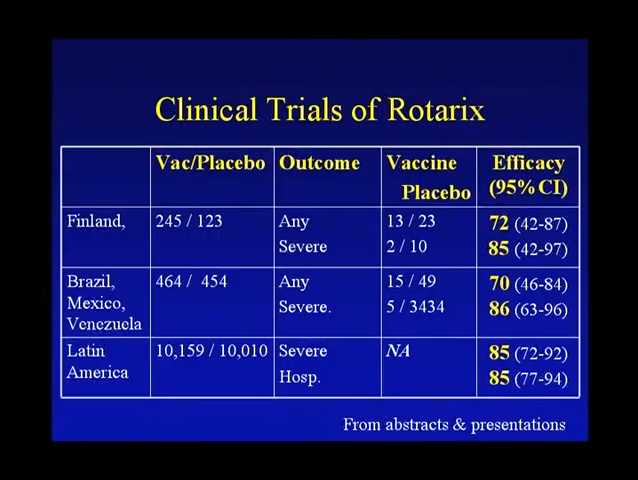 Clinical Trials of Rotarix
Vac/Placebo Outcome Vaccine Efficacy
Placebo (95% CI)
Finland, 245 / 123 Any 13 / 23 72 (42-87)
Severe 2 / 10 85 (42-97)
Brazil, 464 / 454 Any 15 / 49 70 (46-84)
Mexico, Severe. 5 / 3434 86 (63-96)
Venezuela
Latin 10,159 / 10,010 Severe NA 85 (72-92)
America Hosp. 85 (77-94)
From abstracts & presentations